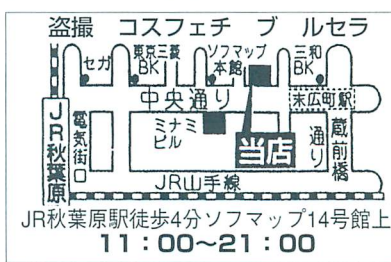 盗撮 コスフェチ ブ ルセラ
セガ
東京三菱
BK
ソフマップ
本館
三和
BK
中央通り
末広町駅
JR秋葉原
電気街口
ミナミ
ビル
当店
通り
蔵前橋
JR山手線
JR秋葉原駅徒歩4分ソフマップ14号館上
11:00~21:00